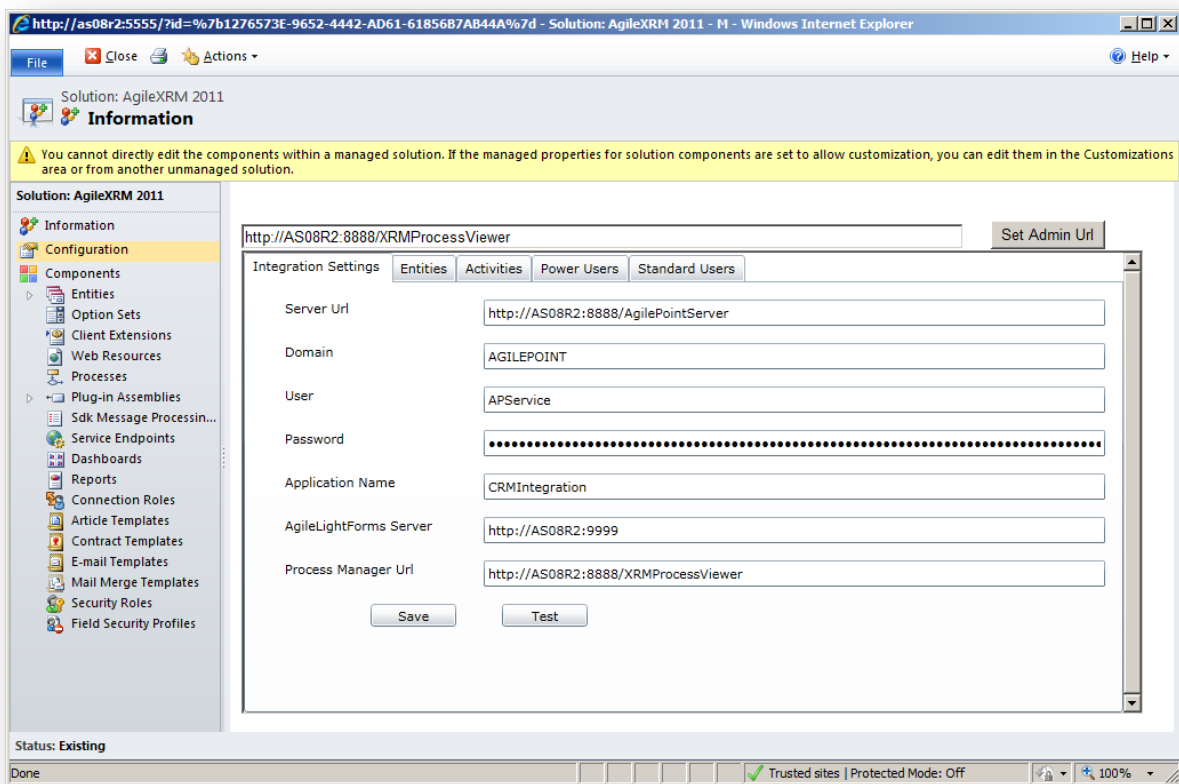 http://as08r2:5555/?id=%7b1276573E-9652-4442-AD61-61856B7AB44A%7d - Solution: AgileXRM 2011 - M - Windows Internet Explorer
File Close Actions Help
Solution: AgileXRM 2011
Information
You cannot directly edit the components within a managed solution. If the managed properties for solution components are set to allow customization, you can edit them in the Customizations
area or from another unmanaged solution.
Solution: AgileXRM 2011
Information
Configuration
Components
Entities
Option Sets
Client Extensions
Web Resources
Processes
Plug-in Assemblies
Sdk Message Processin...
Service Endpoints
Dashboards
Reports
Connection Roles
Article Templates
Contract Templates
E-mail Templates
Mail Merge Templates
Security Roles
Field Security Profiles
http://AS08R2:8888/XRMProcessViewer Set Admin Url
Integration Settings Entities Activities Power Users Standard Users
Server Url http://AS08R2:8888/AgilePointServer
Domain AGILEPOINT
User APService
Password
Application Name CRMIntegration
AgileLightForms Server http://AS08R2:9999
Process Manager Url http://AS08R2:8888/XRMProcessViewer
Save Test
Status: Existing
Done Trusted sites | Protected Mode: Off 100%